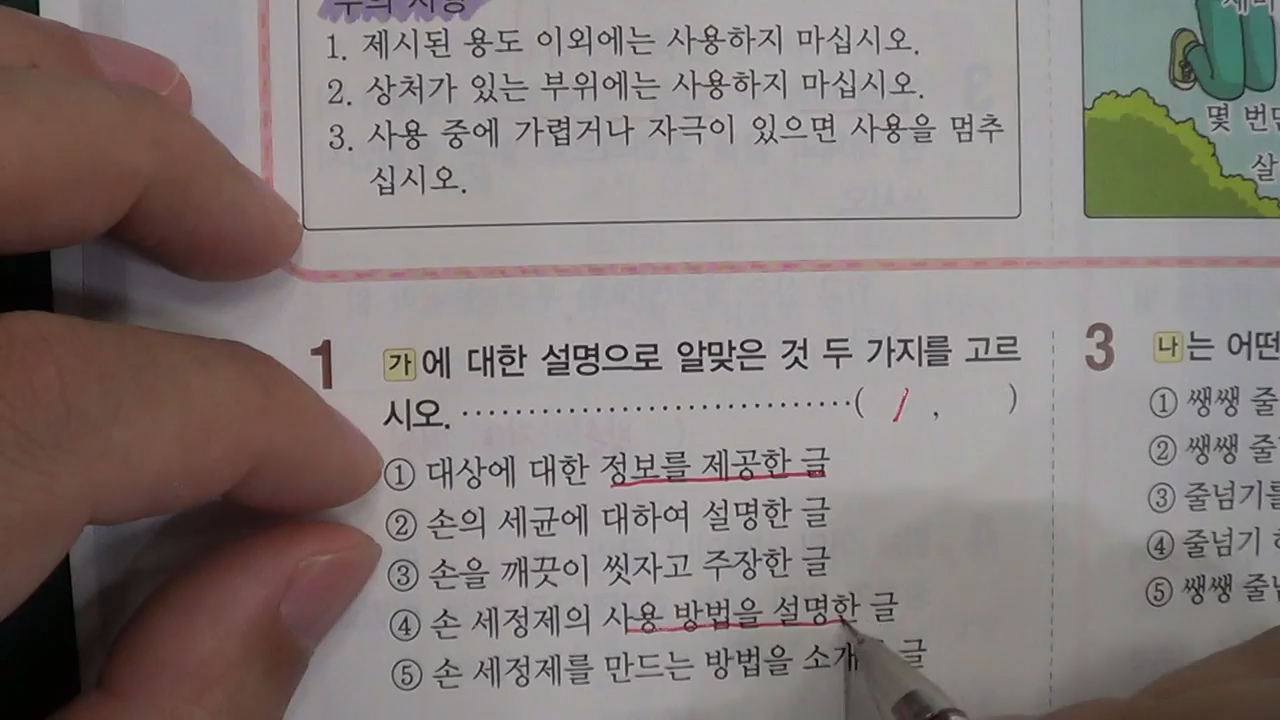 주의 사항
1. 제시된 용도 이외에는 사용하지 마십시오.
2. 상처가 있는 부위에는 사용하지 마십시오.
3. 사용 중에 가렵거나 자극이 있으면 사용을 멈추
십시오.
몇 번
살
1 가에 대한 설명으로 알맞은 것 두 가지를 고르
시오. ( 1 , )
① 대상에 대한 정보를 제공한 글
② 손의 세균에 대하여 설명한 글
③ 손을 깨끗이 씻자고 주장한 글
④ 손 세정제의 사용 방법을 설명한 글
⑤ 손 세정제를 만드는 방법을 소개 글
3 나는 어떤
① 쌩쌩 줄
② 쌩쌩 줄
③ 줄넘기를
④ 줄넘기
⑤ 쌩쌩 줄